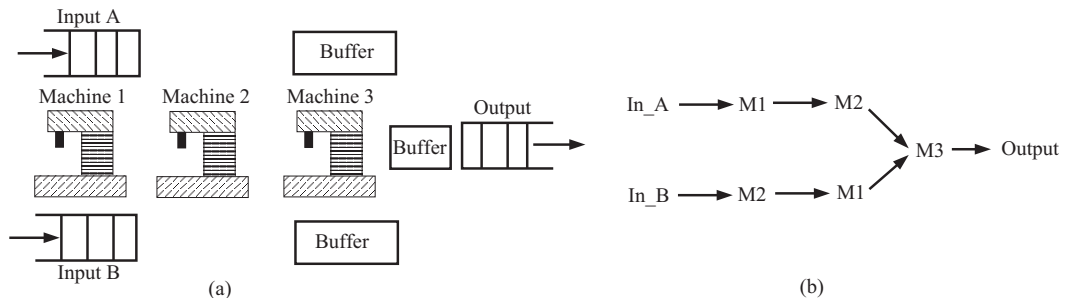 Input A
Buffer
Machine 1 Machine 2 Machine 3
Output
Buffer
Buffer
Input B
(a)
In_A M1 M2
M3 Output
In_B M2 M1
(b)